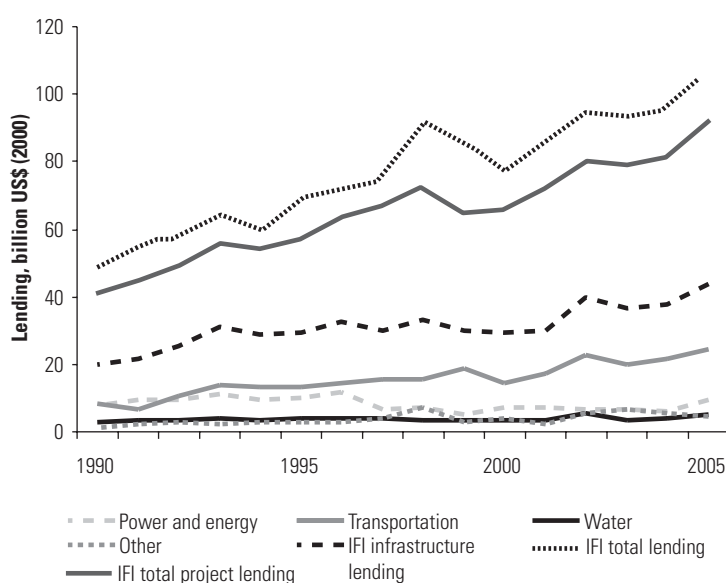 120
100
80
60
40
20
0
Lending, billion US$ (2000)
1990 1995 2000 2005
Power and energy Transportation Water
Other IFI infrastructure lending IFI total lending
IFI total project lending